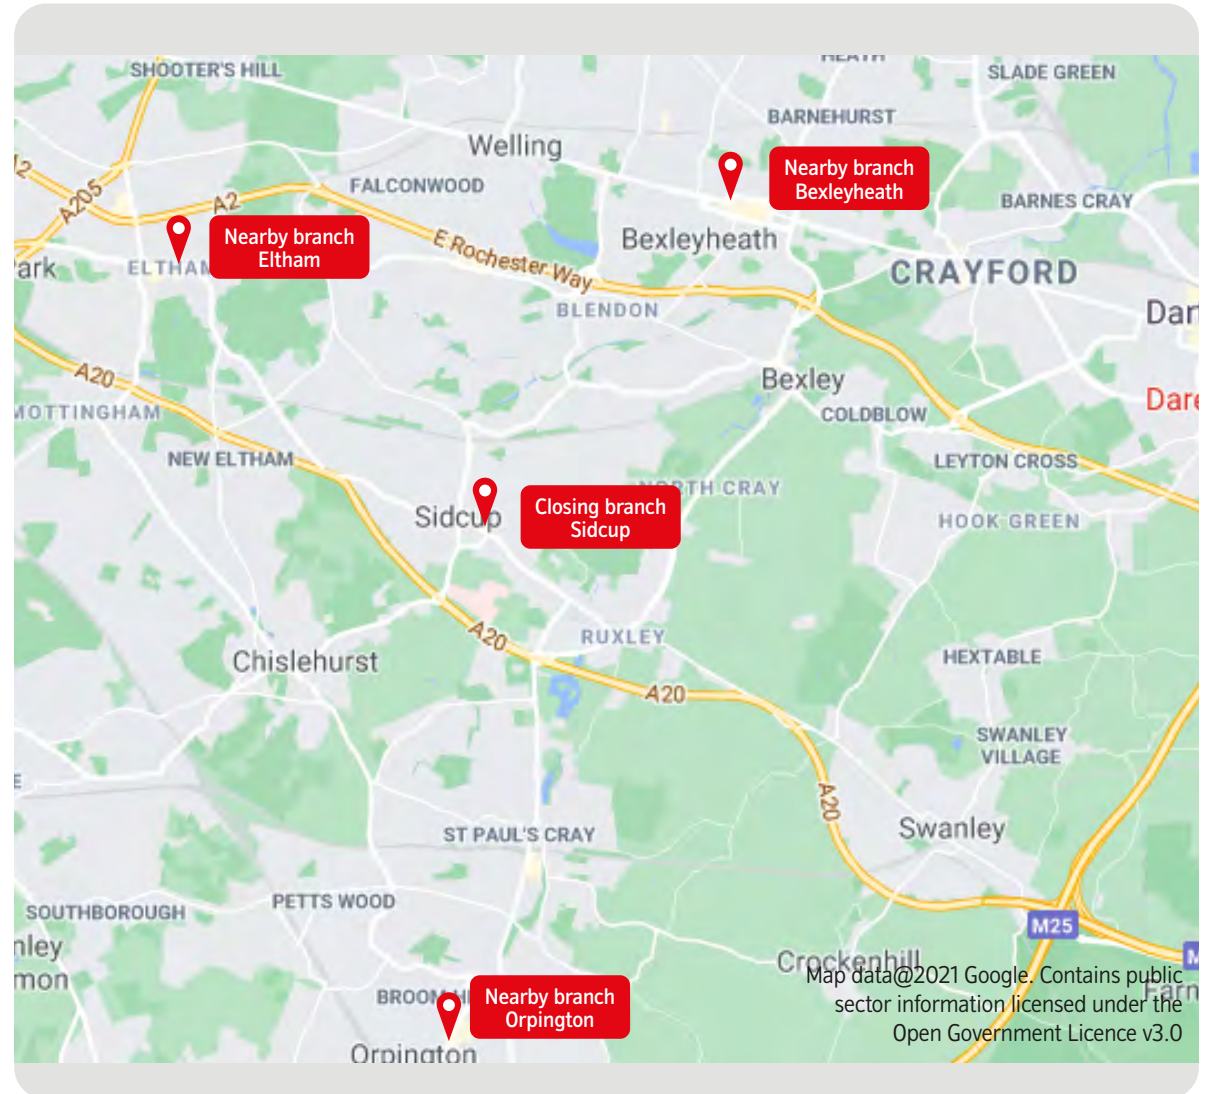 HEATH
SHOOTER'S HILL
SLADE GREEN
BARNEHURST
Welling
Nearby branch
Bexleyheath
A205
A2
FALCONWOOD
BARNES CRAY
Nearby branch
Eltham
E Rochester Way
Bexleyheath
CRAYFORD
ELTHAM
BLENDON
A20
Bexley
MOTTINGHAM
COLDBLOW
NEW ELTHAM
LEYTON CROSS
Closing branch
Sidcup
Sidcup
HOOK GREEN
A20
RUXLEY
Chislehurst
HEXTABLE
A20
SWANLEY
VILLAGE
A20
ST PAUL'S CRAY
Swanley
PETTS WOOD
SOUTHBOROUGH
M25
Crockenhill
Map data@2021 Google. Contains public
sector information licensed under the
Open Government Licence v3.0
Nearby branch
Orpington
Orpington